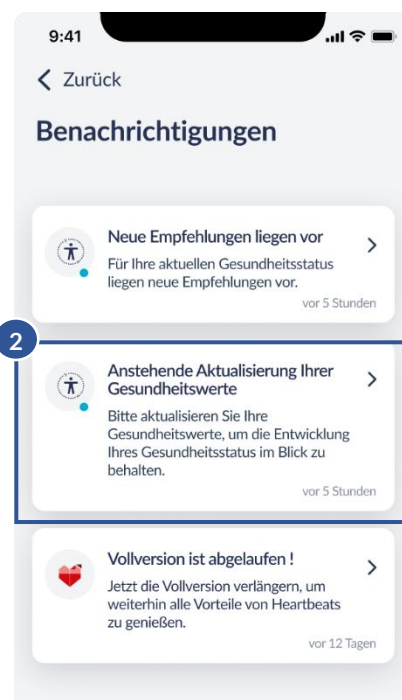 9:41
Zurück
Benachrichtigungen
Neue Empfehlungen liegen vor
Für Ihre aktuellen Gesundheitsstatus
liegen neue Empfehlungen vor.
vor 5 Stunden
2
Anstehende Aktualisierung Ihrer
Gesundheitswerte
Bitte aktualisieren Sie Ihre
Gesundheitswerte, um die Entwicklung
Ihres Gesundheitsstatus im Blick zu
behalten.
vor 5 Stunden
Vollversion ist abgelaufen !
Jetzt die Vollversion verlängern, um
weiterhin alle Vorteile von Heartbeats
zu genießen.
vor 12 Tagen